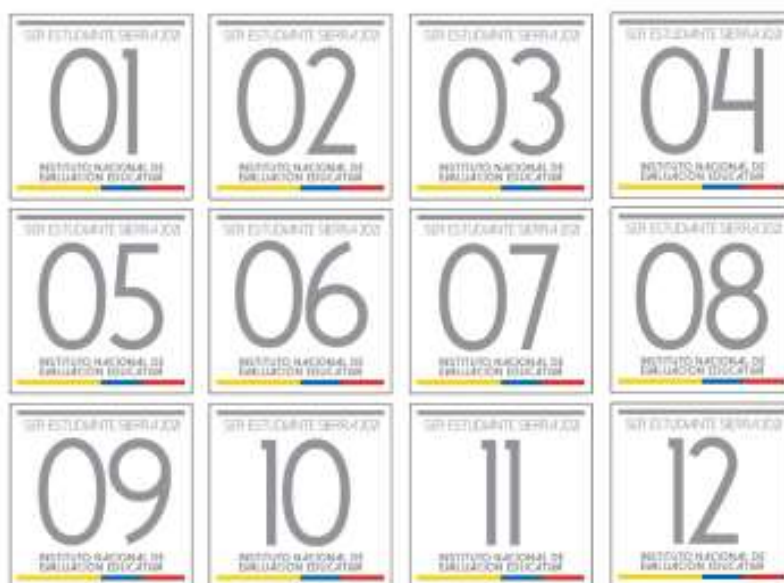 SER ESTUDIANTE SIERRA 2021 SER ESTUDIANTE SIERRA 2021 SER ESTUDIANTE SIERRA 2021 SER ESTUDIANTE SIERRA 2021
01 02 03 04
INSTITUTO NACIONAL DE INSTITUTO NACIONAL DE INSTITUTO NACIONAL DE INSTITUTO NACIONAL DE
EVALUACIÓN EDUCATIVA EVALUACIÓN EDUCATIVA EVALUACIÓN EDUCATIVA EVALUACIÓN EDUCATIVA
SER ESTUDIANTE SIERRA 2021 SER ESTUDIANTE SIERRA 2021 SER ESTUDIANTE SIERRA 2021 SER ESTUDIANTE SIERRA 2021
05 06 07 08
INSTITUTO NACIONAL DE INSTITUTO NACIONAL DE INSTITUTO NACIONAL DE INSTITUTO NACIONAL DE
EVALUACIÓN EDUCATIVA EVALUACIÓN EDUCATIVA EVALUACIÓN EDUCATIVA EVALUACIÓN EDUCATIVA
SER ESTUDIANTE SIERRA 2021 SER ESTUDIANTE SIERRA 2021 SER ESTUDIANTE SIERRA 2021 SER ESTUDIANTE SIERRA 2021
09 10 11 12
INSTITUTO NACIONAL DE INSTITUTO NACIONAL DE INSTITUTO NACIONAL DE INSTITUTO NACIONAL DE
EVALUACIÓN EDUCATIVA EVALUACIÓN EDUCATIVA EVALUACIÓN EDUCATIVA EVALUACIÓN EDUCATIVA